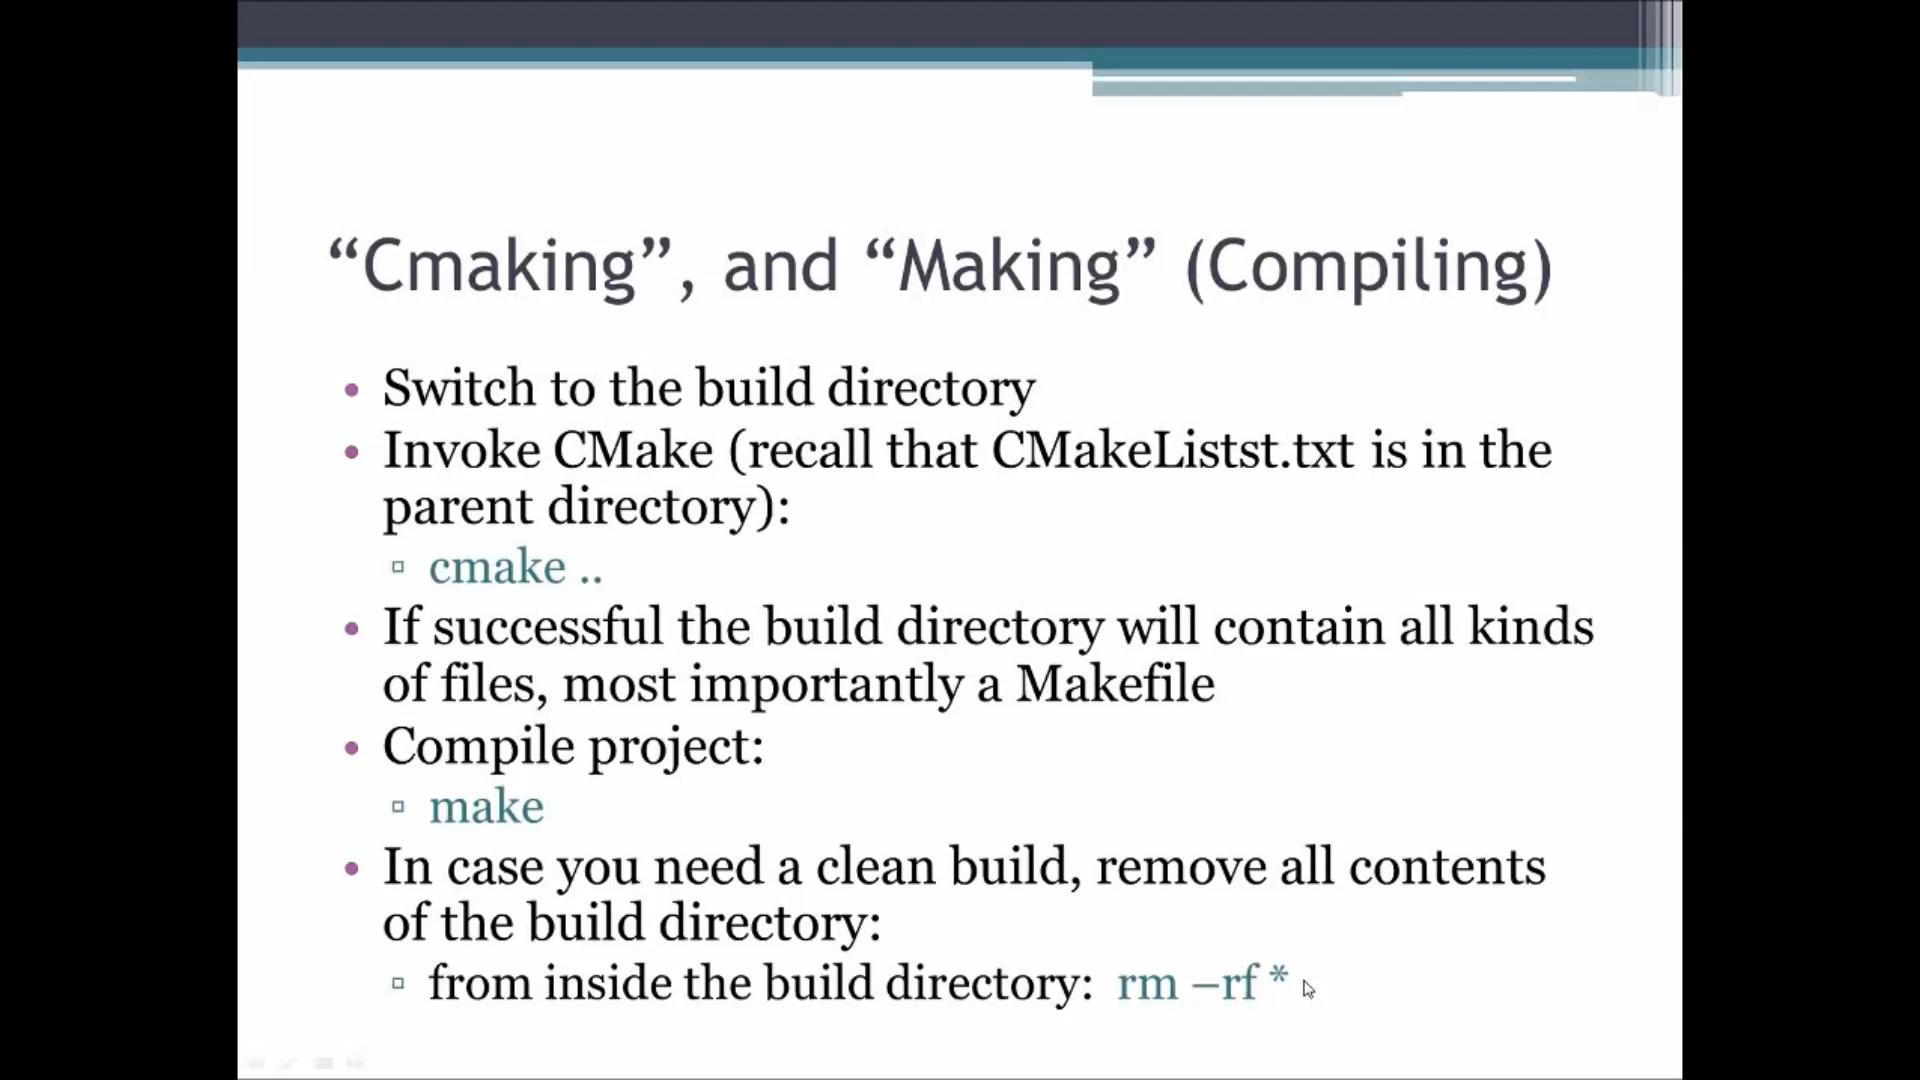 “Cmaking”, and “Making” (Compiling)
• Switch to the build directory
• Invoke CMake (recall that CMakeListst.txt is in the
parent directory):
▫ cmake ..
• If successful the build directory will contain all kinds
of files, most importantly a Makefile
• Compile project:
▫ make
• In case you need a clean build, remove all contents
of the build directory:
▫ from inside the build directory: rm –rf *